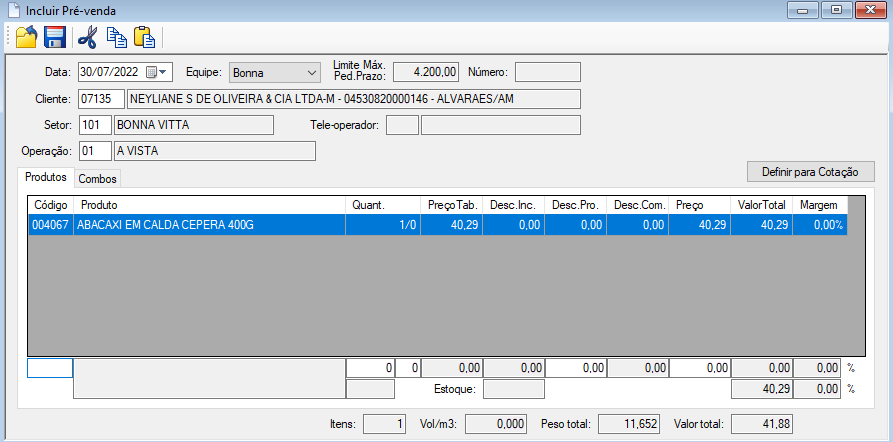 Incluir Pré-venda
Data: 30/07/2022 Equipe: Bonna Limite Máx. Ped.Prazo: 4.200,00 Número:
Cliente: 07135 NEYLIANE S DE OLIVEIRA & CIA LTDA-M - 04530820000146 - ALVARAES/AM
Setor: 101 BONNA VITTA Tele-operador:
Operação: 01 A VISTA
Definir para Cotação
Produtos Combos
Código Produto Quant. PreçoTab. Desc.Inc. Desc.Pro. Desc.Com. Preço ValorTotal Margem
004067 ABACAXI EM CALDA CEPERA 400G 1/0 40,29 0,00 0,00 0,00 40,29 40,29 0,00%
0 0 0,00 0,00 0,00 0,00 0,00 0,00 0,00 %
Estoque: 40,29 0,00 %
Itens: 1 Vol/m3: 0,000 Peso total: 11,652 Valor total: 41,88